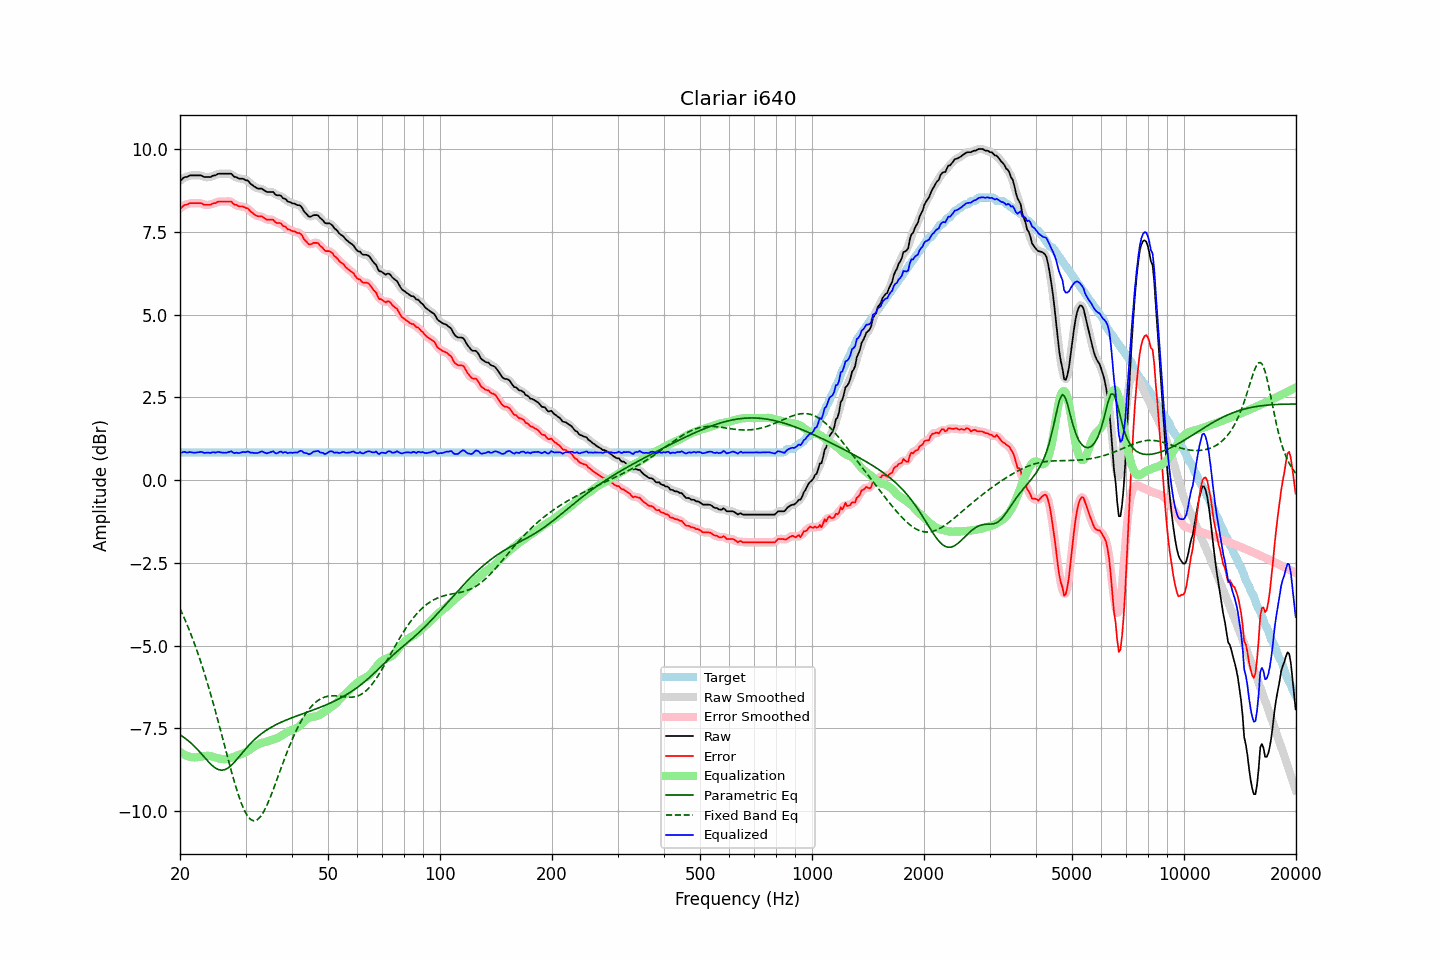 Clariar i640
Amplitude (dBr)
10.0
7.5
5.0
2.5
0.0
−2.5
−5.0
−7.5
−10.0
Target
Raw Smoothed
Error Smoothed
Raw
Error
Equalization
Parametric Eq
Fixed Band Eq
Equalized
20
50
100
200
500
1000
2000
5000
10000
20000
Frequency (Hz)